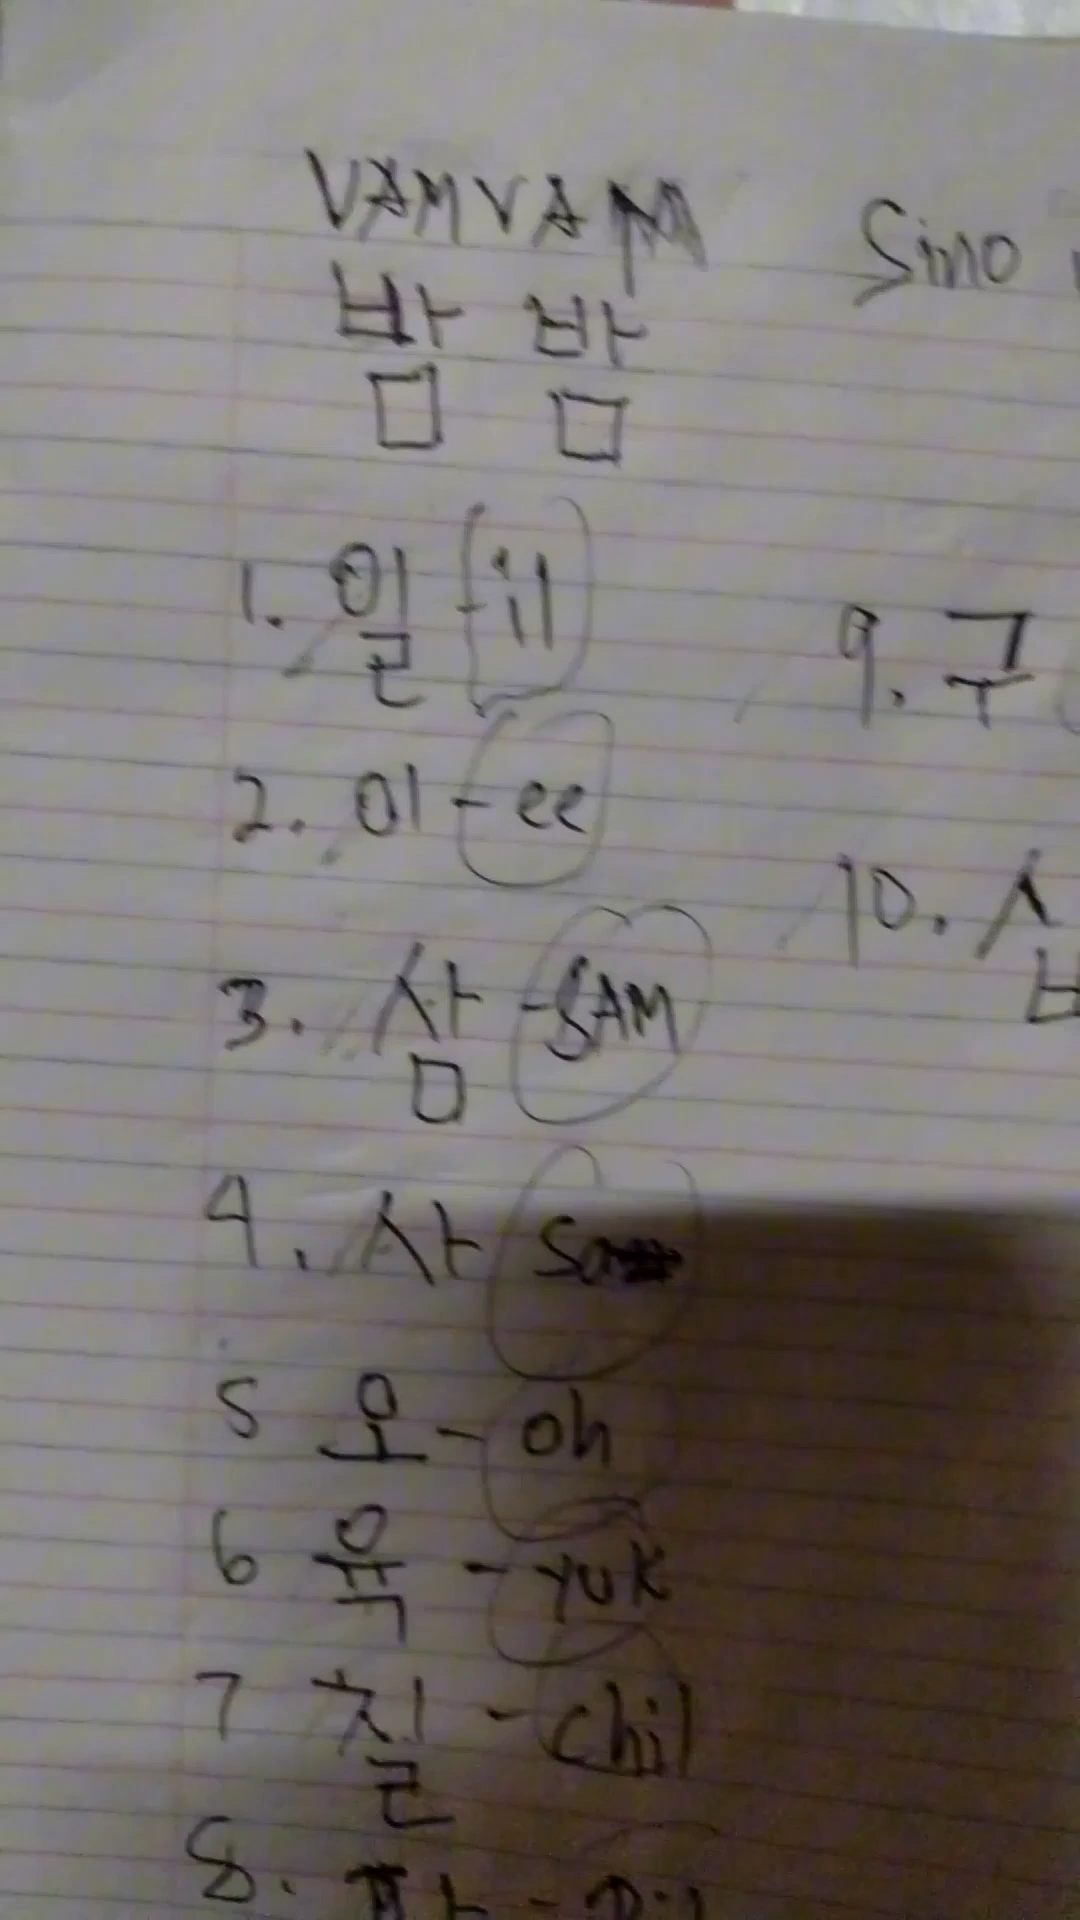 VAMVAM
밤 밤
1. 일 - il
2. 이 - ee
3. 삼 - SAM
4. 사 sa
5 오 - oh
6 육 - yuk
7 칠 - chil
8.
Sino
9. 구
10. 십